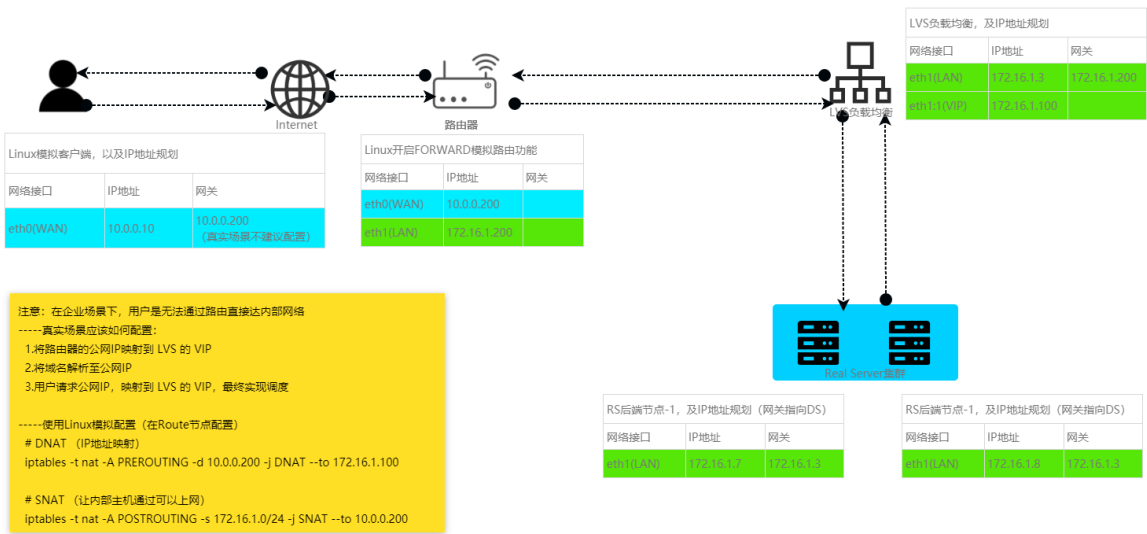 LVS负载均衡，及IP地址规划
网络接口 IP地址 网关
eth1(LAN) 172.16.1.3 172.16.1.200
eth1:1(VIP) 172.16.1.100
Internet
路由器
LVS负载均衡
Linux模拟客户端，以及IP地址规划
网络接口 IP地址 网关
eth0(WAN) 10.0.0.10 10.0.0.200
（真实场景不建议配置）
Linux开启FORWARD模拟路由功能
网络接口 IP地址 网关
eth0(WAN) 10.0.0.200
eth1(LAN) 172.16.1.200
注意：在企业场景下，用户是无法通过路由直接达内部网络
-----真实场景应该如何配置：
1.将路由器的公网IP映射到 LVS 的 VIP
2.将域名解析至公网IP
3.用户请求公网IP，映射到 LVS 的 VIP，最终实现调度
-----使用Linux模拟配置（在Route节点配置）
# DNAT （IP地址映射）
iptables -t nat -A PREROUTING -d 10.0.0.200 -j DNAT --to 172.16.1.100
# SNAT （让内部主机通过可以上网）
iptables -t nat -A POSTROUTING -s 172.16.1.0/24 -j SNAT --to 10.0.0.200
Real Server集群
RS后端节点-1，及IP地址规划（网关指向DS）
网络接口 IP地址 网关
eth1(LAN) 172.16.1.7 172.16.1.3
RS后端节点-1，及IP地址规划（网关指向DS）
网络接口 IP地址 网关
eth1(LAN) 172.16.1.8 172.16.1.3